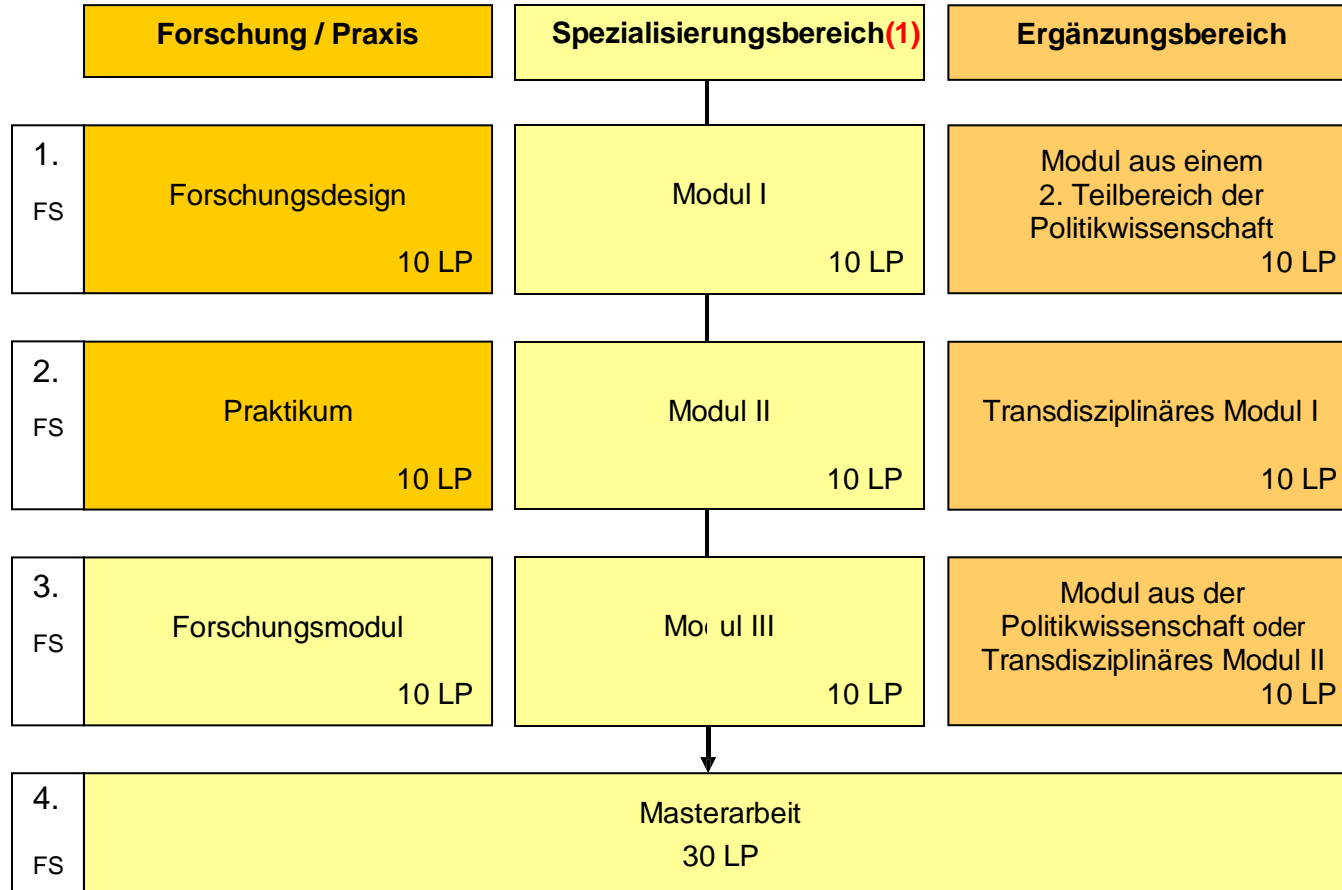 Forschung / Praxis
Spezialisierungsbereich(1)
Ergänzungsbereich
1.
FS
Forschungsdesign
10 LP
Modul I
10 LP
Modul aus einem
2. Teilbereich der
Politikwissenschaft
10 LP
2.
FS
Praktikum
10 LP
Modul II
10 LP
Transdisziplinäres Modul I
10 LP
3.
FS
Forschungsmodul
10 LP
Modul III
10 LP
Modul aus der
Politikwissenschaft oder
Transdisziplinäres Modul II
10 LP
4.
FS
Masterarbeit
30 LP